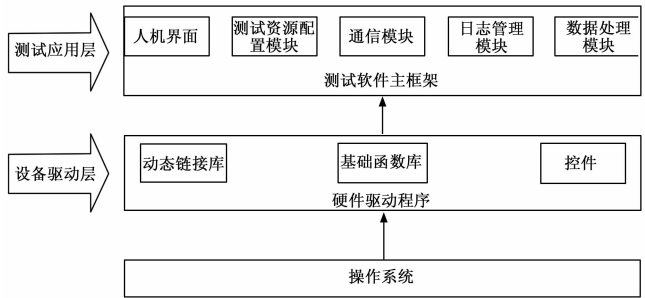 测试应用层
人机界面
测试资源配
置模块
通信模块
日志管理
模块
数据处理
模块
测试软件主框架
设备驱动层
动态链接库
基础函数库
控件
硬件驱动程序
操作系统